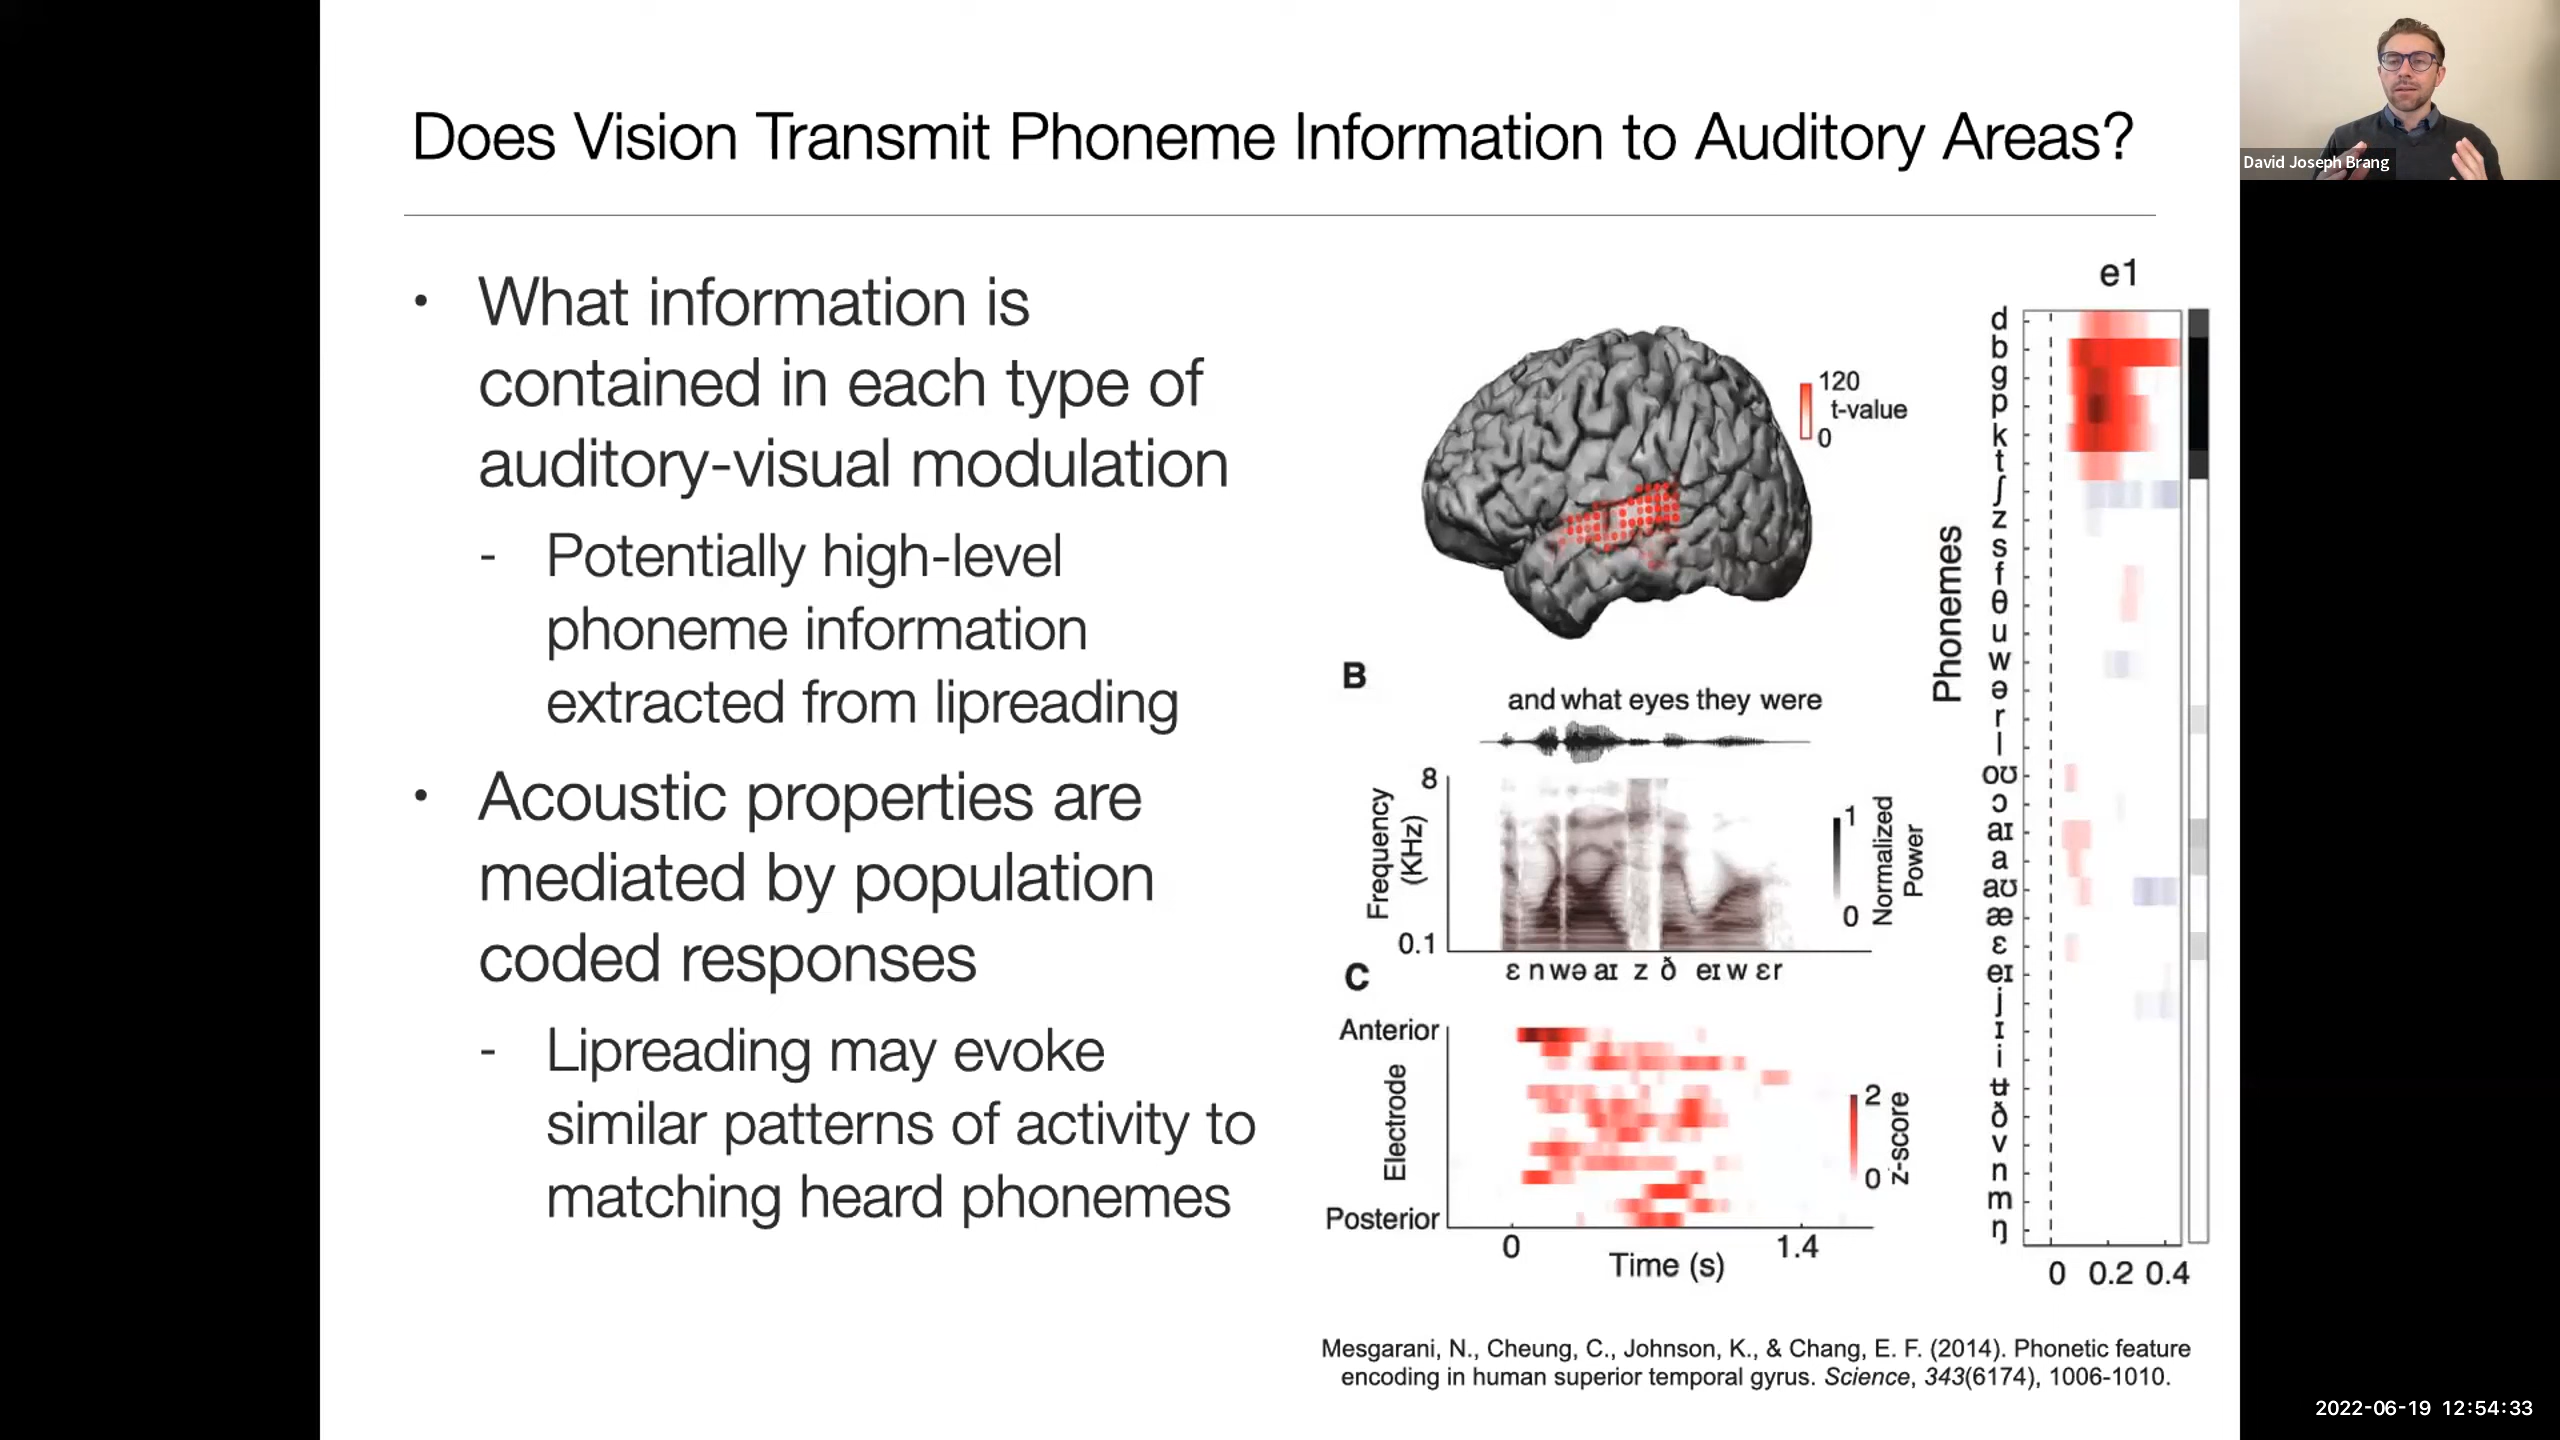 Does Vision Transmit Phoneme Information to Auditory Areas?
David Joseph Brang
• What information is
contained in each type of
auditory-visual modulation
- Potentially high-level
phoneme information
extracted from lipreading
• Acoustic properties are
mediated by population
coded responses
- Lipreading may evoke
similar patterns of activity to
matching heard phonemes
120
t-value
0
B
and what eyes they were
8
Frequency
(KHz)
0.1
1
Normalized
Power
0
ɛ n w ə aɪ z ð eɪ w ɛr
C
Anterior
Electrode
Posterior
0
1.4
Time (s)
2
z-score
0
e1
Phonemes
d
b
g
p
k
t
ʃ
z
s
f
θ
u
w
ə
r
l
oʊ
ɔ
aɪ
a
aʊ
æ
ɛ
eɪ
j
ɪ
i
ʉ
ð
v
n
m
ŋ
0 0.2 0.4
Mesgarani, N., Cheung, C., Johnson, K., & Chang, E. F. (2014). Phonetic feature
encoding in human superior temporal gyrus. Science, 343(6174), 1006-1010.
2022-06-19 12:54:33